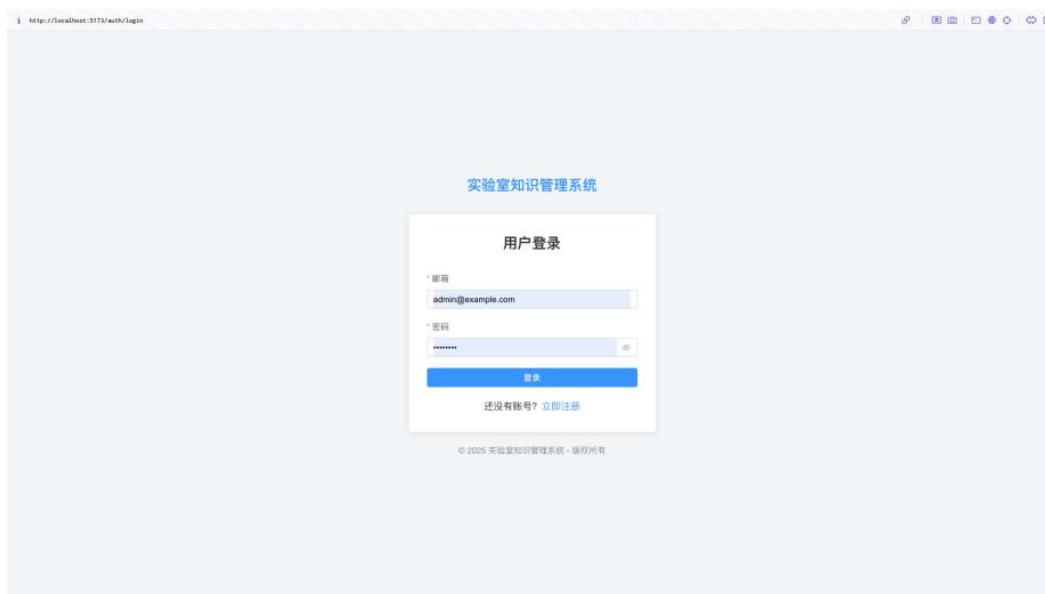 http://localhost:5173/auth/login
实验室知识管理系统
用户登录
* 邮箱
admin@example.com
* 密码
••••••••
登录
还没有账号? 立即注册
© 2025 实验室知识管理系统 - 版权所有